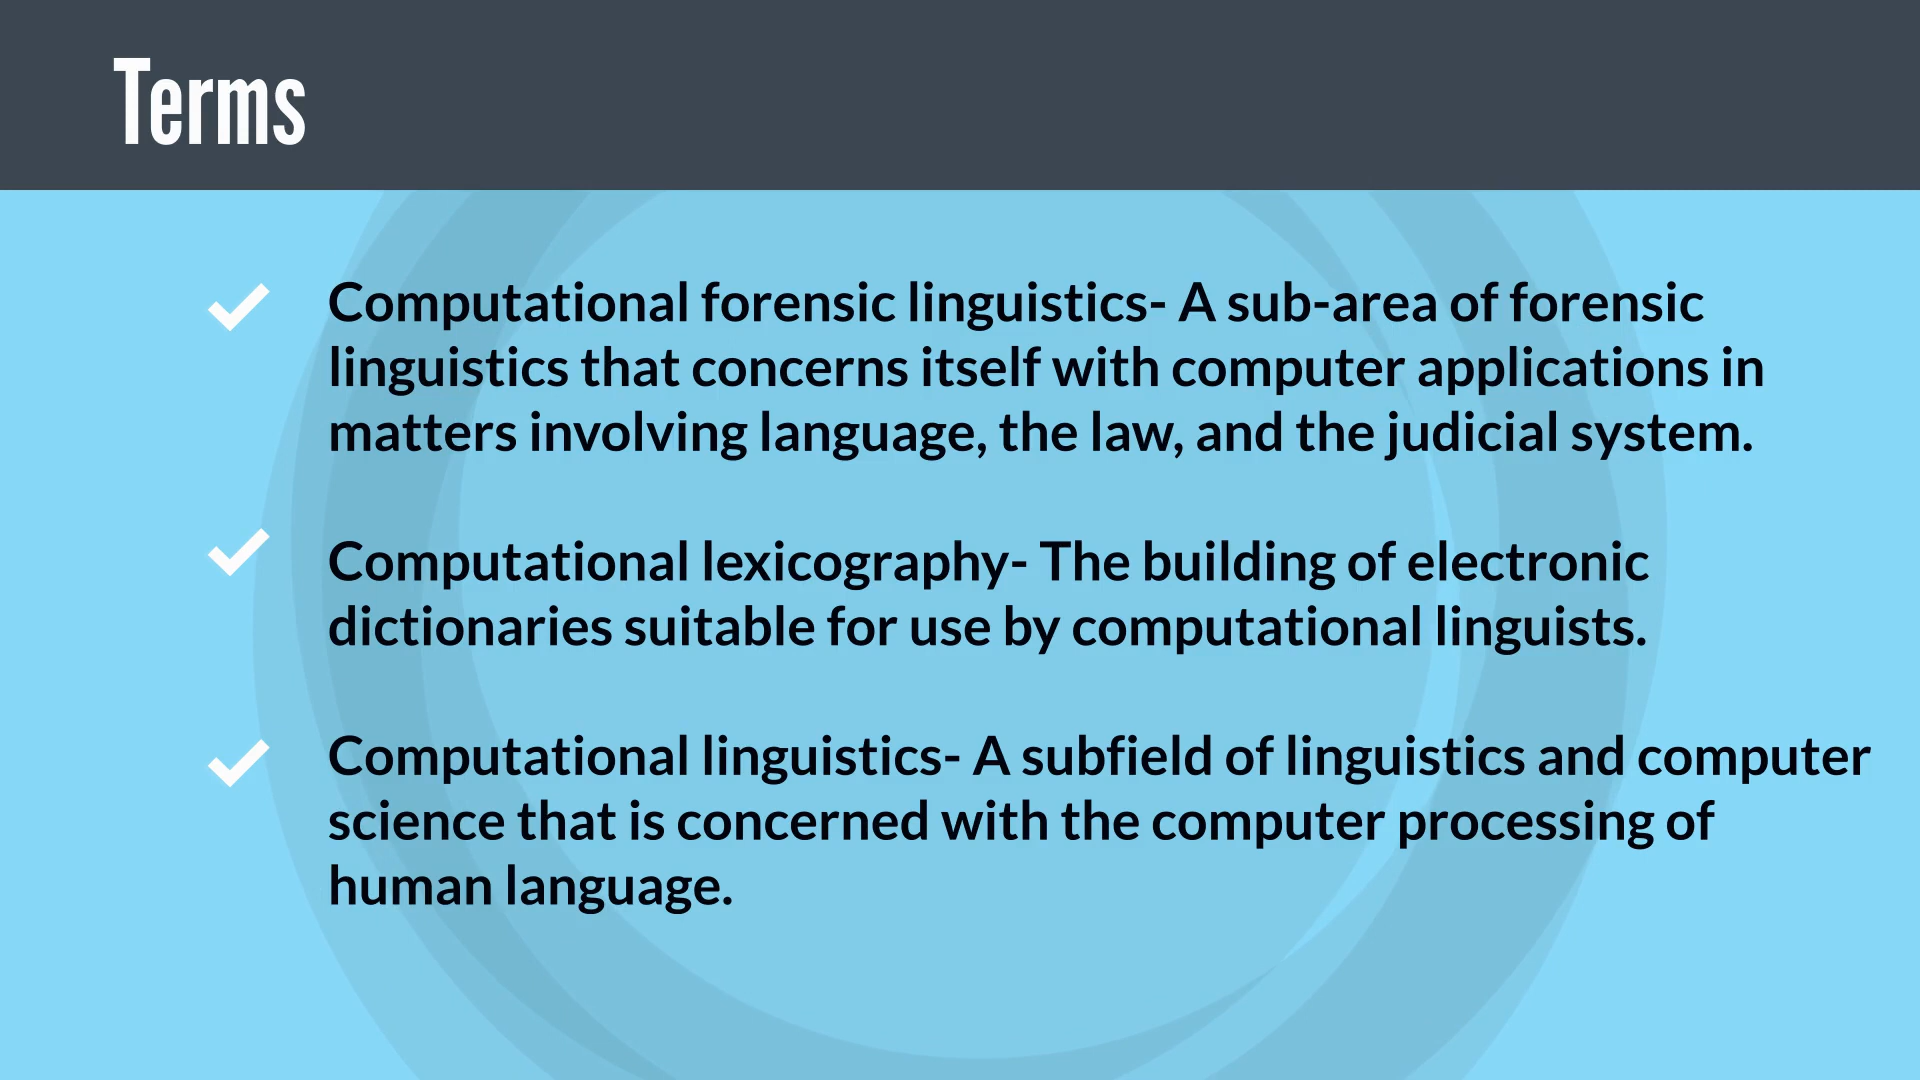 Terms
Computational forensic linguistics- A sub-area of forensic
linguistics that concerns itself with computer applications in
matters involving language, the law, and the judicial system.
Computational lexicography- The building of electronic
dictionaries suitable for use by computational linguists.
Computational linguistics- A subfield of linguistics and computer
science that is concerned with the computer processing of
human language.